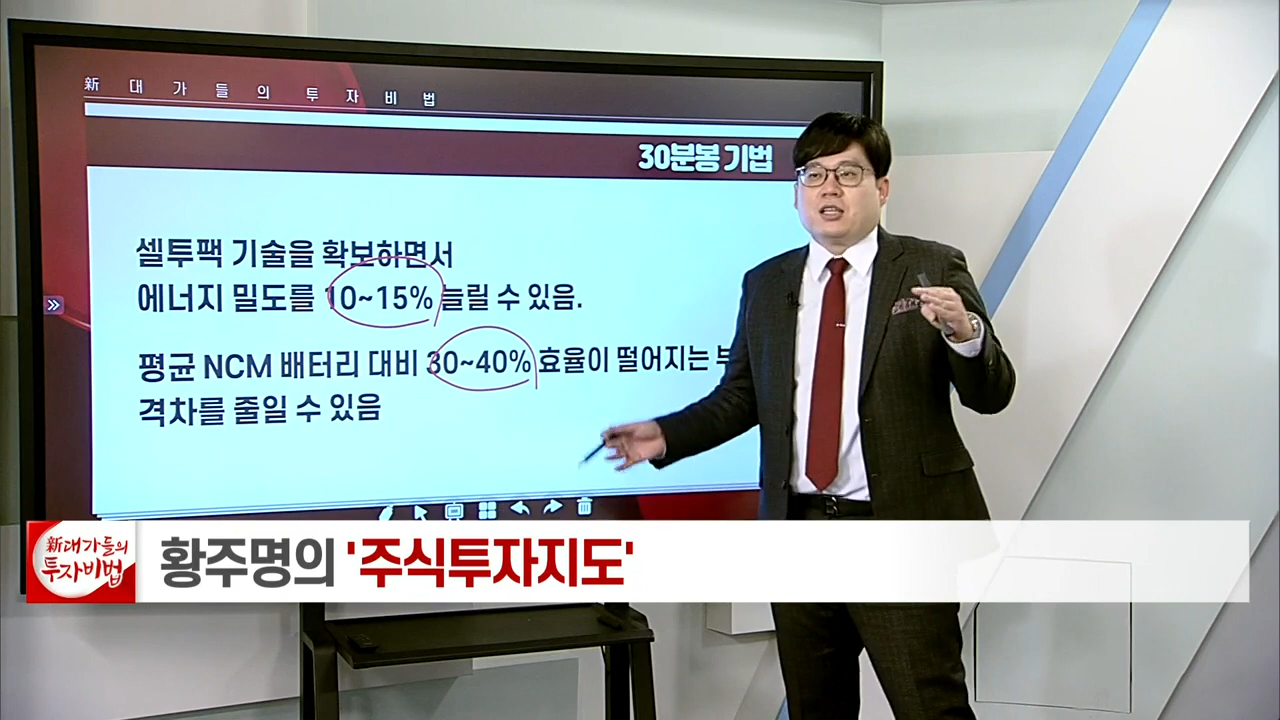 新대가들의투자비법
30분봉 기법
셀투팩 기술을 확보하면서
에너지 밀도를 10~15% 늘릴 수 있음.
평균 NCM 배터리 대비 30~40% 효율이 떨어지는
격차를 줄일 수 있음
新대가들의
투자비법
황주명의 '주식투자지도'